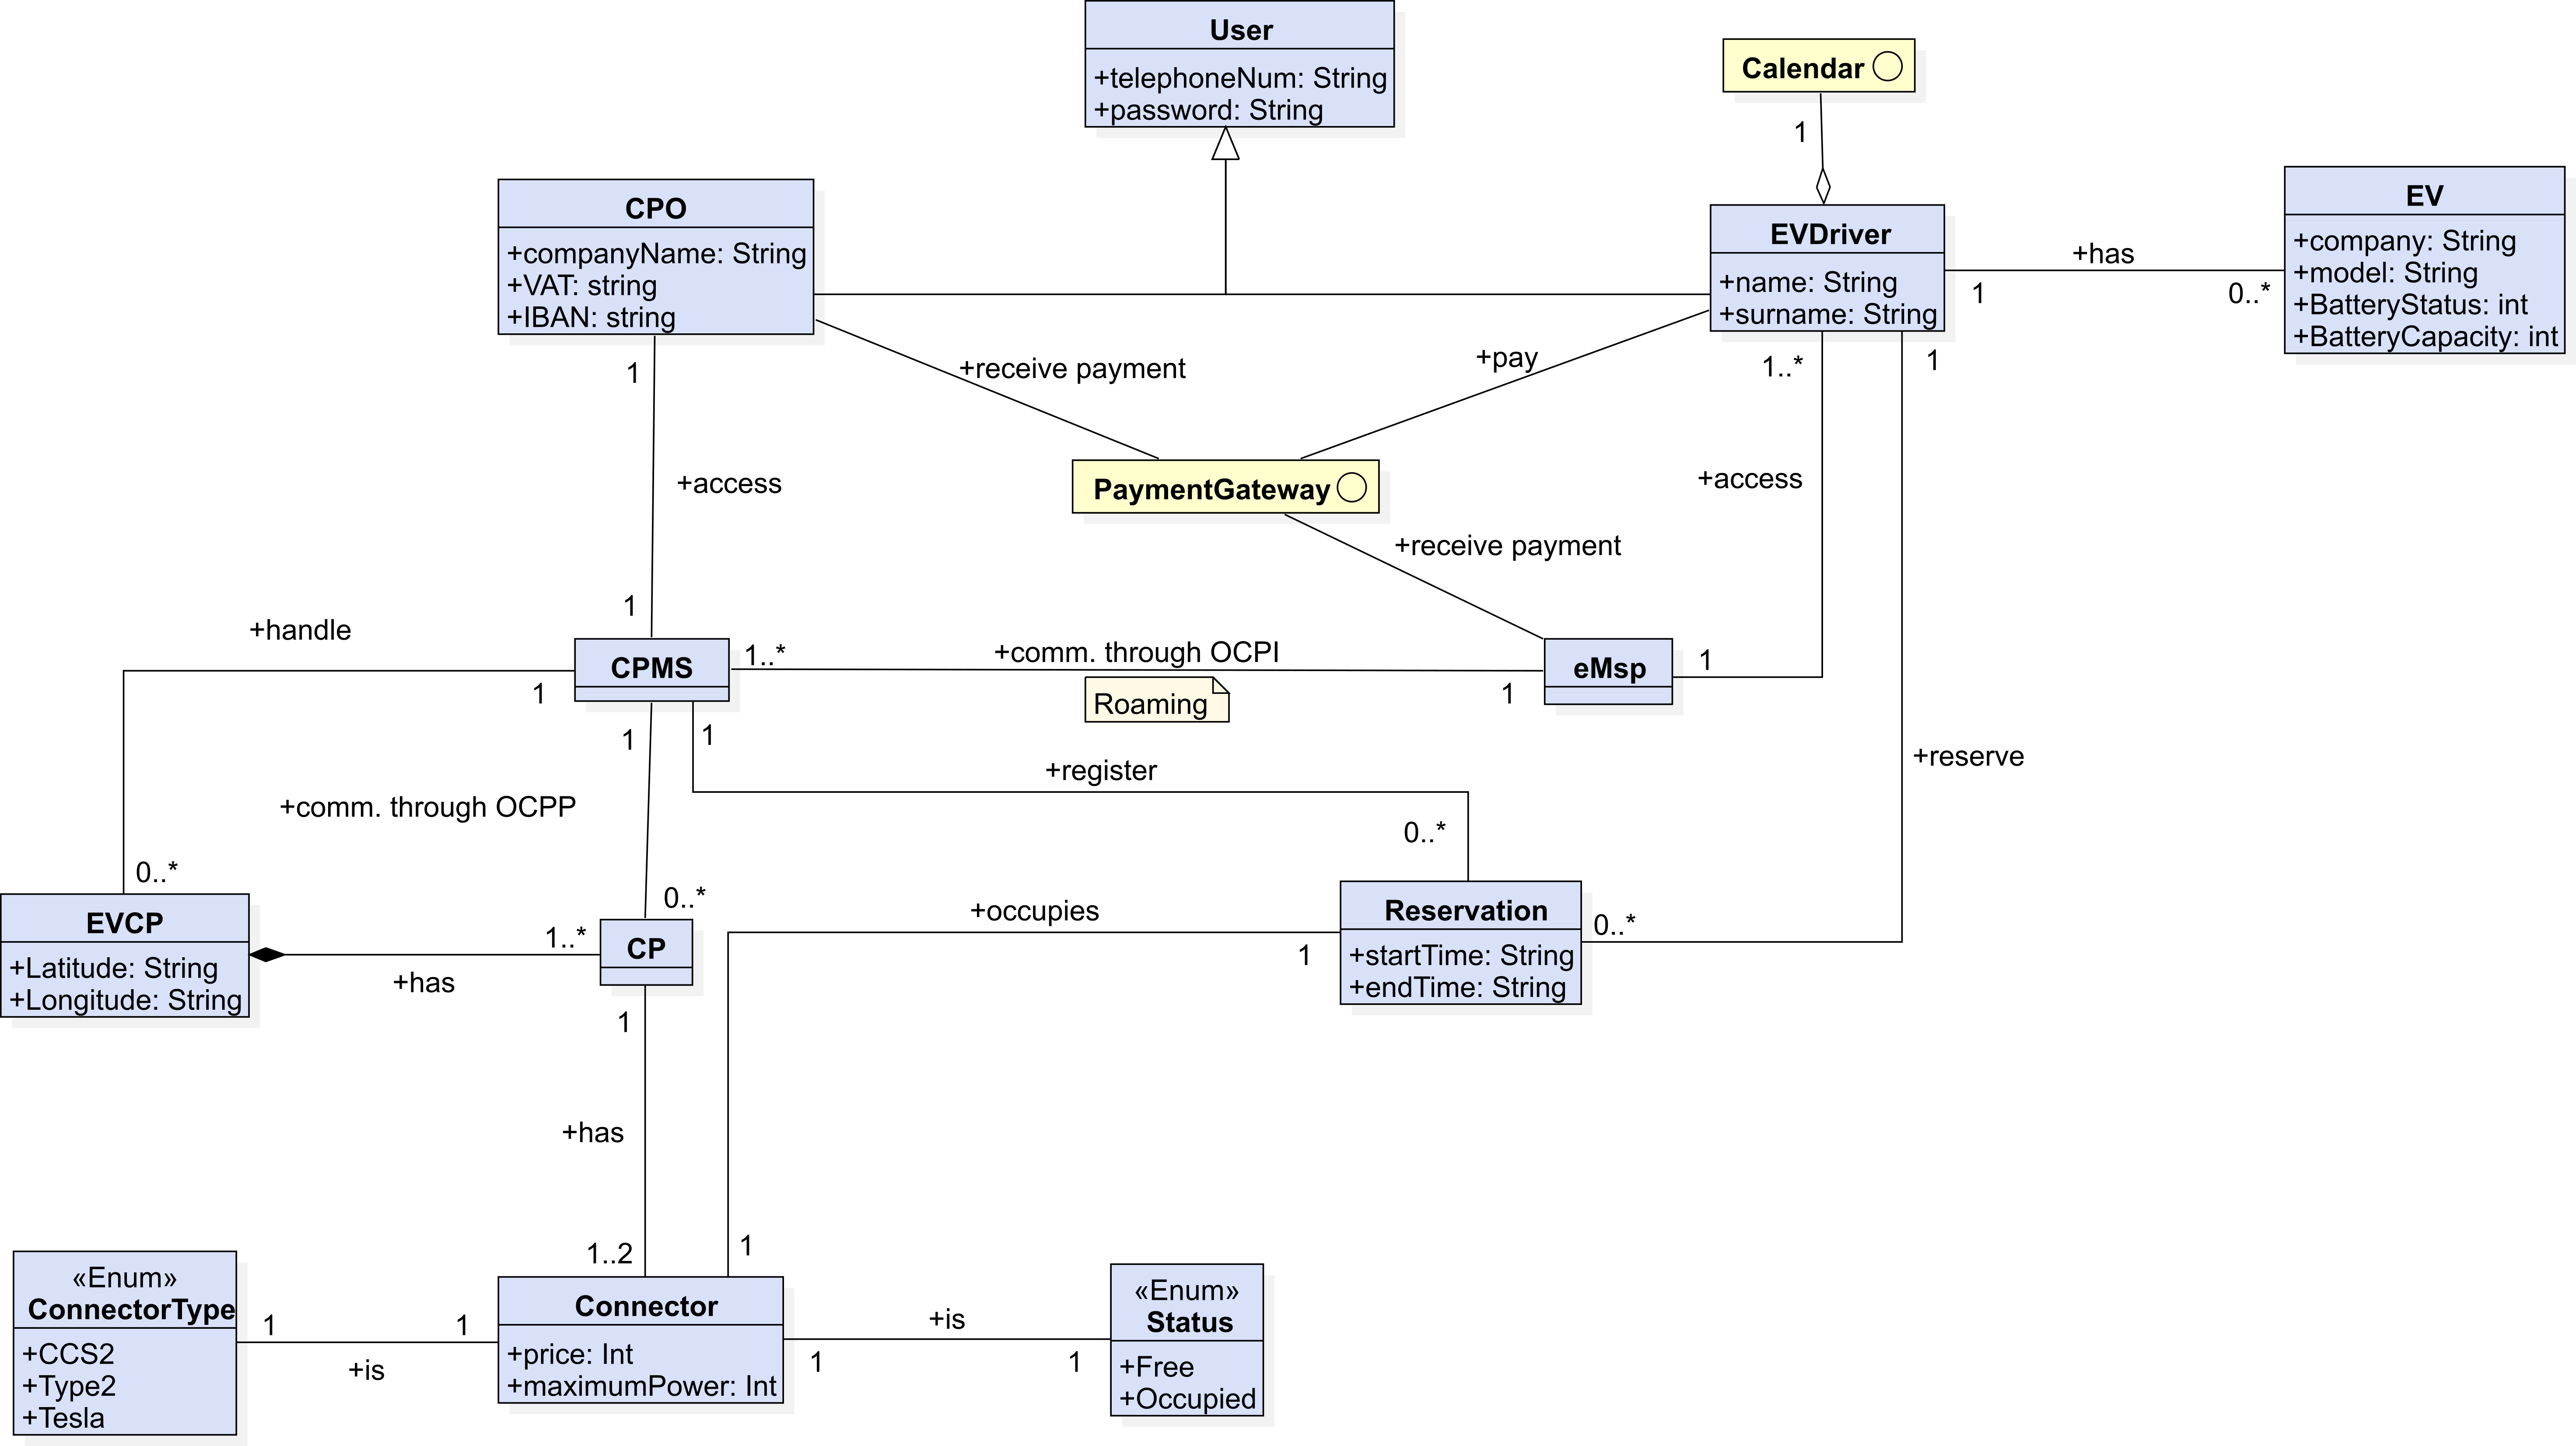 User
+telephoneNum: String
+password: String
Calendar
1
CPO
+companyName: String
+VAT: string
+IBAN: string
EVDriver
+name: String
+surname: String
EV
+company: String
+model: String
+BatteryStatus: int
+BatteryCapacity: int
+has
1
0..*
1
+receive payment
+pay
1..*
1
+access
PaymentGateway
+access
+receive payment
1
+handle
CPMS
1..*
+comm. through OCPI
1
eMsp
1
1
Roaming
1
1
+register
+reserve
+comm. through OCPP
0..*
0..*
0..*
EVCP
+Latitude: String
+Longitude: String
1..*
+has
CP
+occupies
1
Reservation
+startTime: String
+endTime: String
0..*
1
+has
1..2
1
«Enum»
ConnectorType
+CCS2
+Type2
+Tesla
1
1
+is
Connector
+price: Int
+maximumPower: Int
+is
1
1
«Enum»
Status
+Free
+Occupied